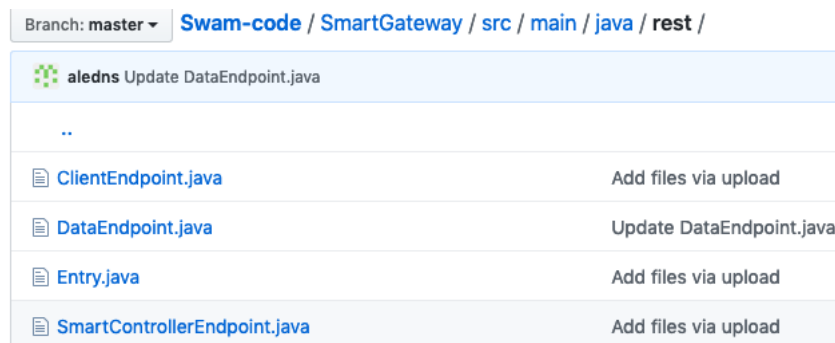 Branch: master Swam-code / SmartGateway / src / main / java / rest /
aledns Update DataEndpoint.java
..
ClientEndpoint.java Add files via upload
DataEndpoint.java Update DataEndpoint.java
Entry.java Add files via upload
SmartControllerEndpoint.java Add files via upload